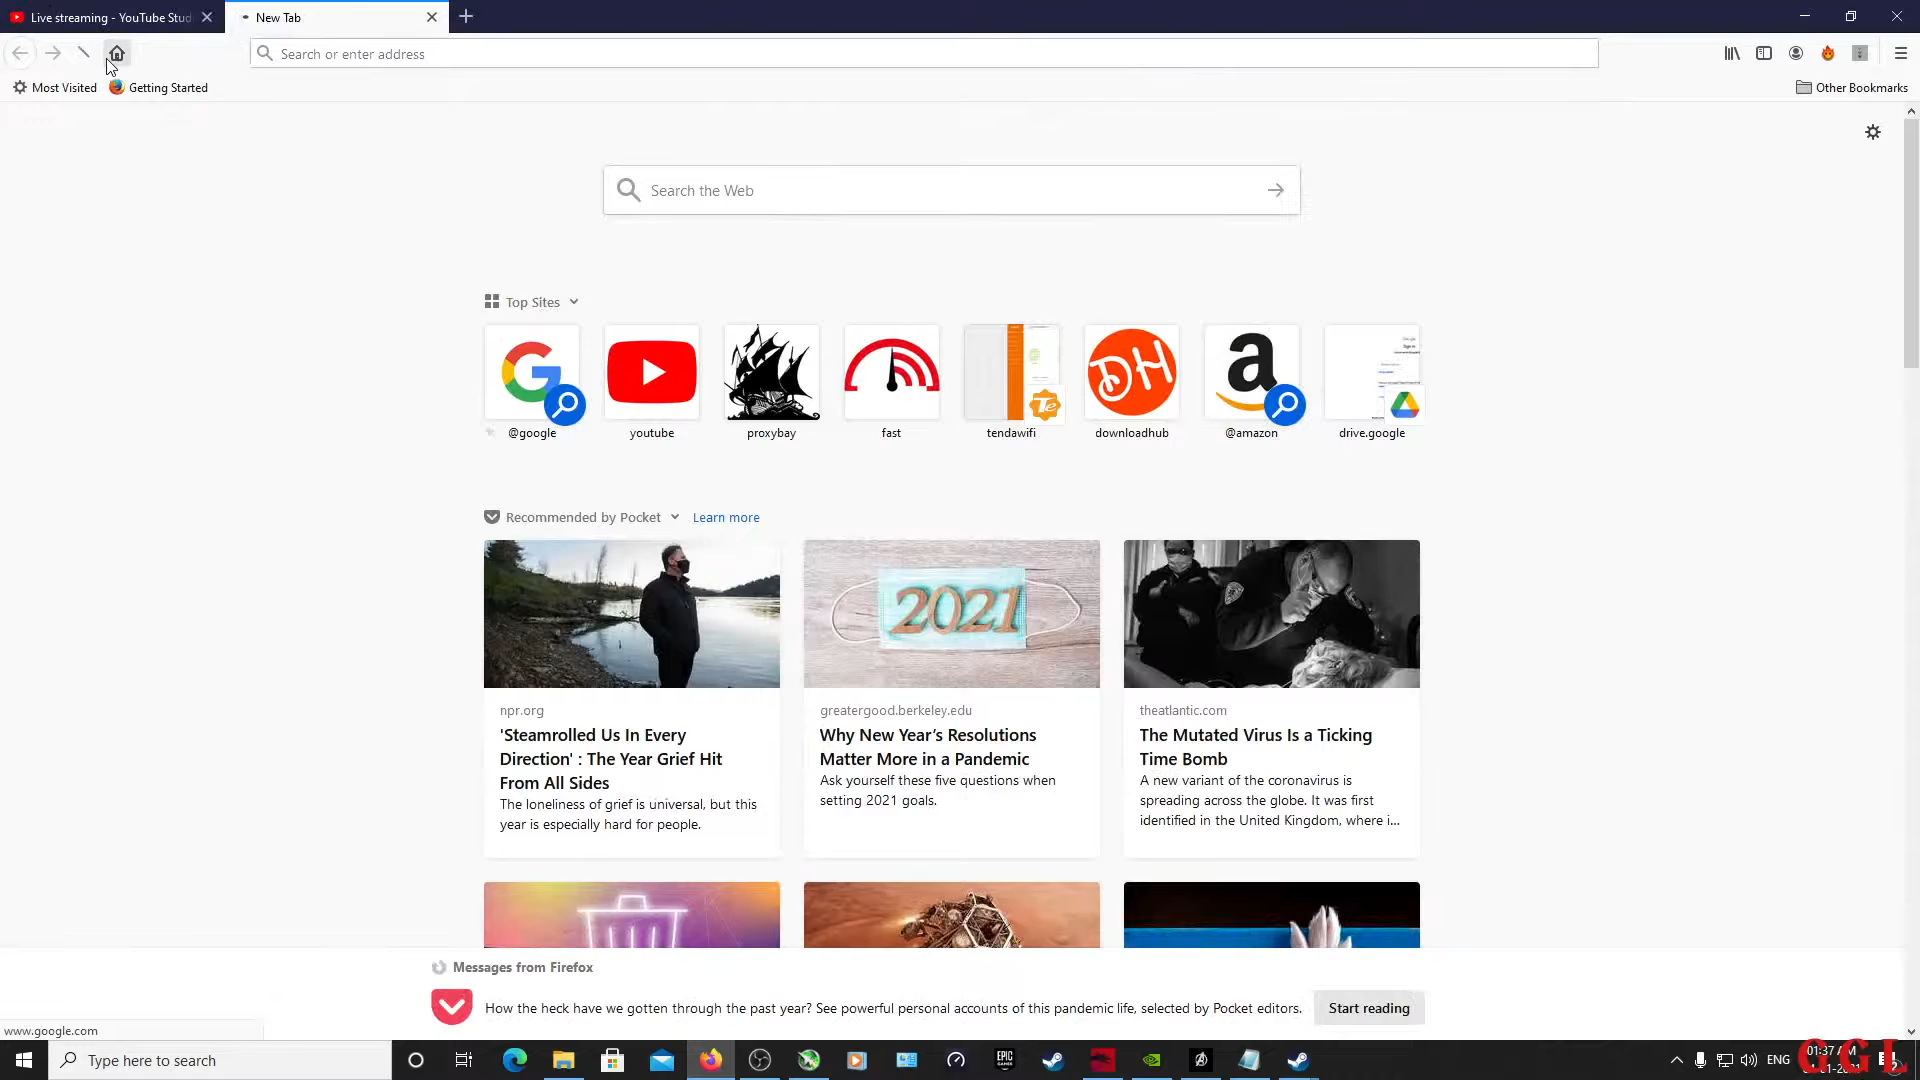 Live streaming - YouTube Stud
New Tab
Search or enter address
Most Visited
Getting Started
Other Bookmarks
Search the Web
Top Sites
@google
youtube
proxybay
fast
tendawifi
downloadhub
@amazon
drive.google
Recommended by Pocket
Learn more
2021
npr.org
'Steamrolled Us In Every
Direction' : The Year Grief Hit
From All Sides
The loneliness of grief is universal, but this
year is especially hard for people.
greatergood.berkeley.edu
Why New Year's Resolutions
Matter More in a Pandemic
Ask yourself these five questions when
setting 2021 goals.
theatlantic.com
The Mutated Virus Is a Ticking
Time Bomb
A new variant of the coronavirus is
spreading across the globe. It was first
identified in the United Kingdom, where i...
Messages from Firefox
How the heck have we gotten through the past year? See powerful personal accounts of this pandemic life, selected by Pocket editors.
Start reading
www.google.com
Type here to search
EPIC
ENG
01:37 AM
GGL